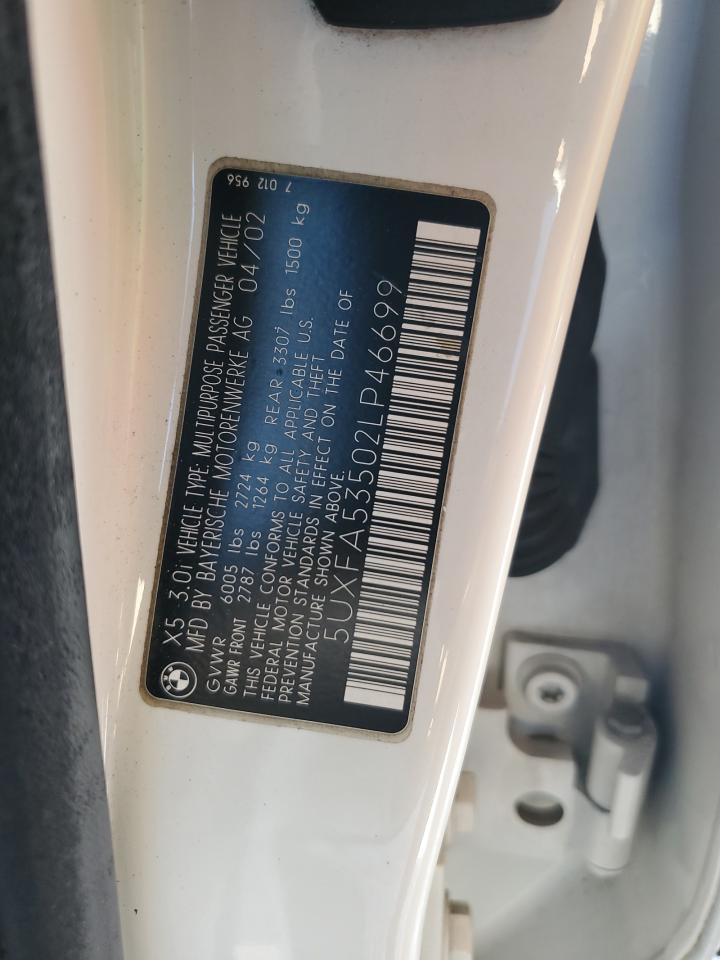 7 012 956
X5 3.0i VEHICLE TYPE: MULTIPURPOSE PASSENGER VEHICLE
MFD BY BAYERISCHE MOTORENWERKE AG 04/02
GVWR 6005 lbs 2724 kg
GAWR FRONT 2787 lbs 1264 kg REAR 3307 lbs 1500 kg
THIS VEHICLE CONFORMS TO ALL APPLICABLE U.S.
FEDERAL MOTOR VEHICLE SAFETY AND THEFT
PREVENTION STANDARDS IN EFFECT ON THE DATE OF
MANUFACTURE SHOWN ABOVE.
5UXFA53502LP46699